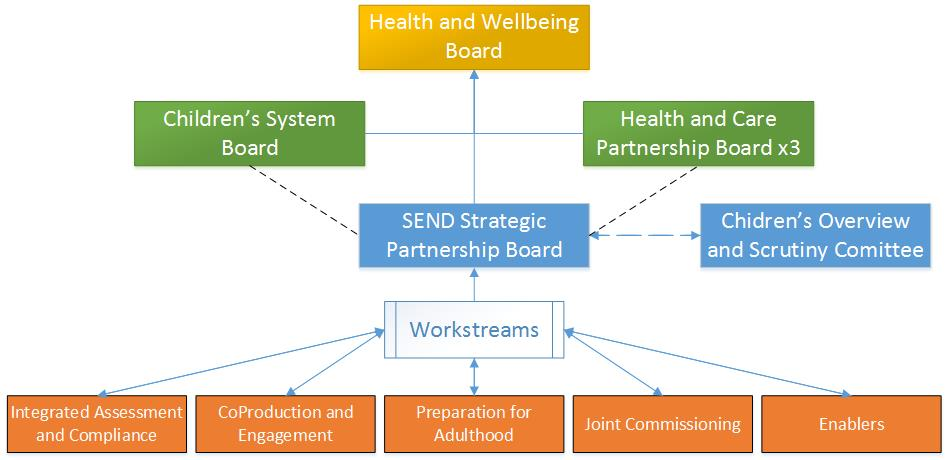 Health and Wellbeing
Board
Children's System
Board
Health and Care
Partnership Board x3
SEND Strategic
Partnership Board
Chidren's Overview
and Scrutiny Comittee
Workstreams
Integrated Assessment
and Compliance
CoProduction and
Engagement
Preparation for
Adulthood
Joint Commissioning
Enablers